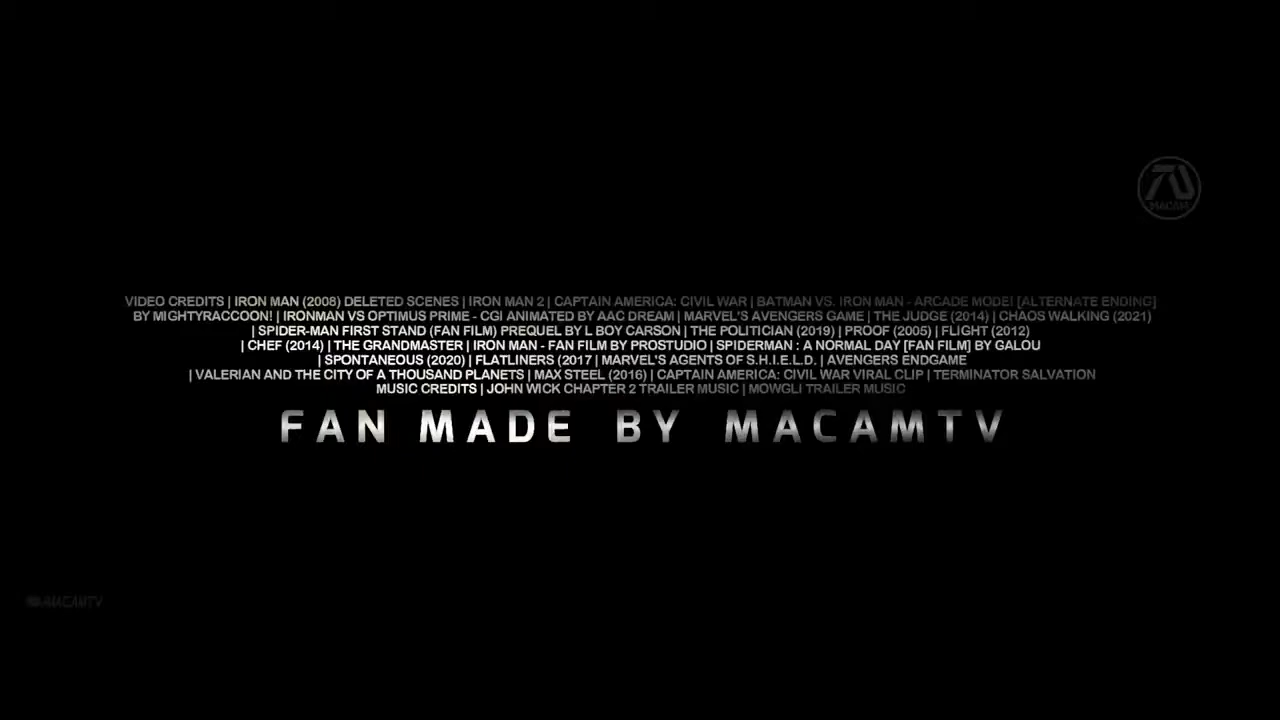 MACAM
VIDEO CREDITS | IRON MAN (2008) DELETED SCENES | IRON MAN 2 | CAPTAIN AMERICA: CIVIL WAR | BATMAN VS. IRON MAN - ARCADE MODE! [ALTERNATE ENDING]
BY MIGHTYRACCOON! | IRONMAN VS OPTIMUS PRIME - CGI ANIMATED BY AAC DREAM | MARVEL'S AVENGERS GAME | THE JUDGE (2014) | CHAOS WALKING (2021)
| SPIDER-MAN FIRST STAND (FAN FILM) PREQUEL BY L BOY CARSON | THE POLITICIAN (2019) | PROOF (2005) | FLIGHT (2012)
| CHEF (2014) | THE GRANDMASTER | IRON MAN - FAN FILM BY PROSTUDIO | SPIDERMAN : A NORMAL DAY [FAN FILM] BY GALOU
| SPONTANEOUS (2020) | FLATLINERS (2017 | MARVEL'S AGENTS OF S.H.I.E.L.D. | AVENGERS ENDGAME
| VALERIAN AND THE CITY OF A THOUSAND PLANETS | MAX STEEL (2016) | CAPTAIN AMERICA: CIVIL WAR VIRAL CLIP | TERMINATOR SALVATION
MUSIC CREDITS | JOHN WICK CHAPTER 2 TRAILER MUSIC | MOWGLI TRAILER MUSIC
FAN MADE BY MACAMTV